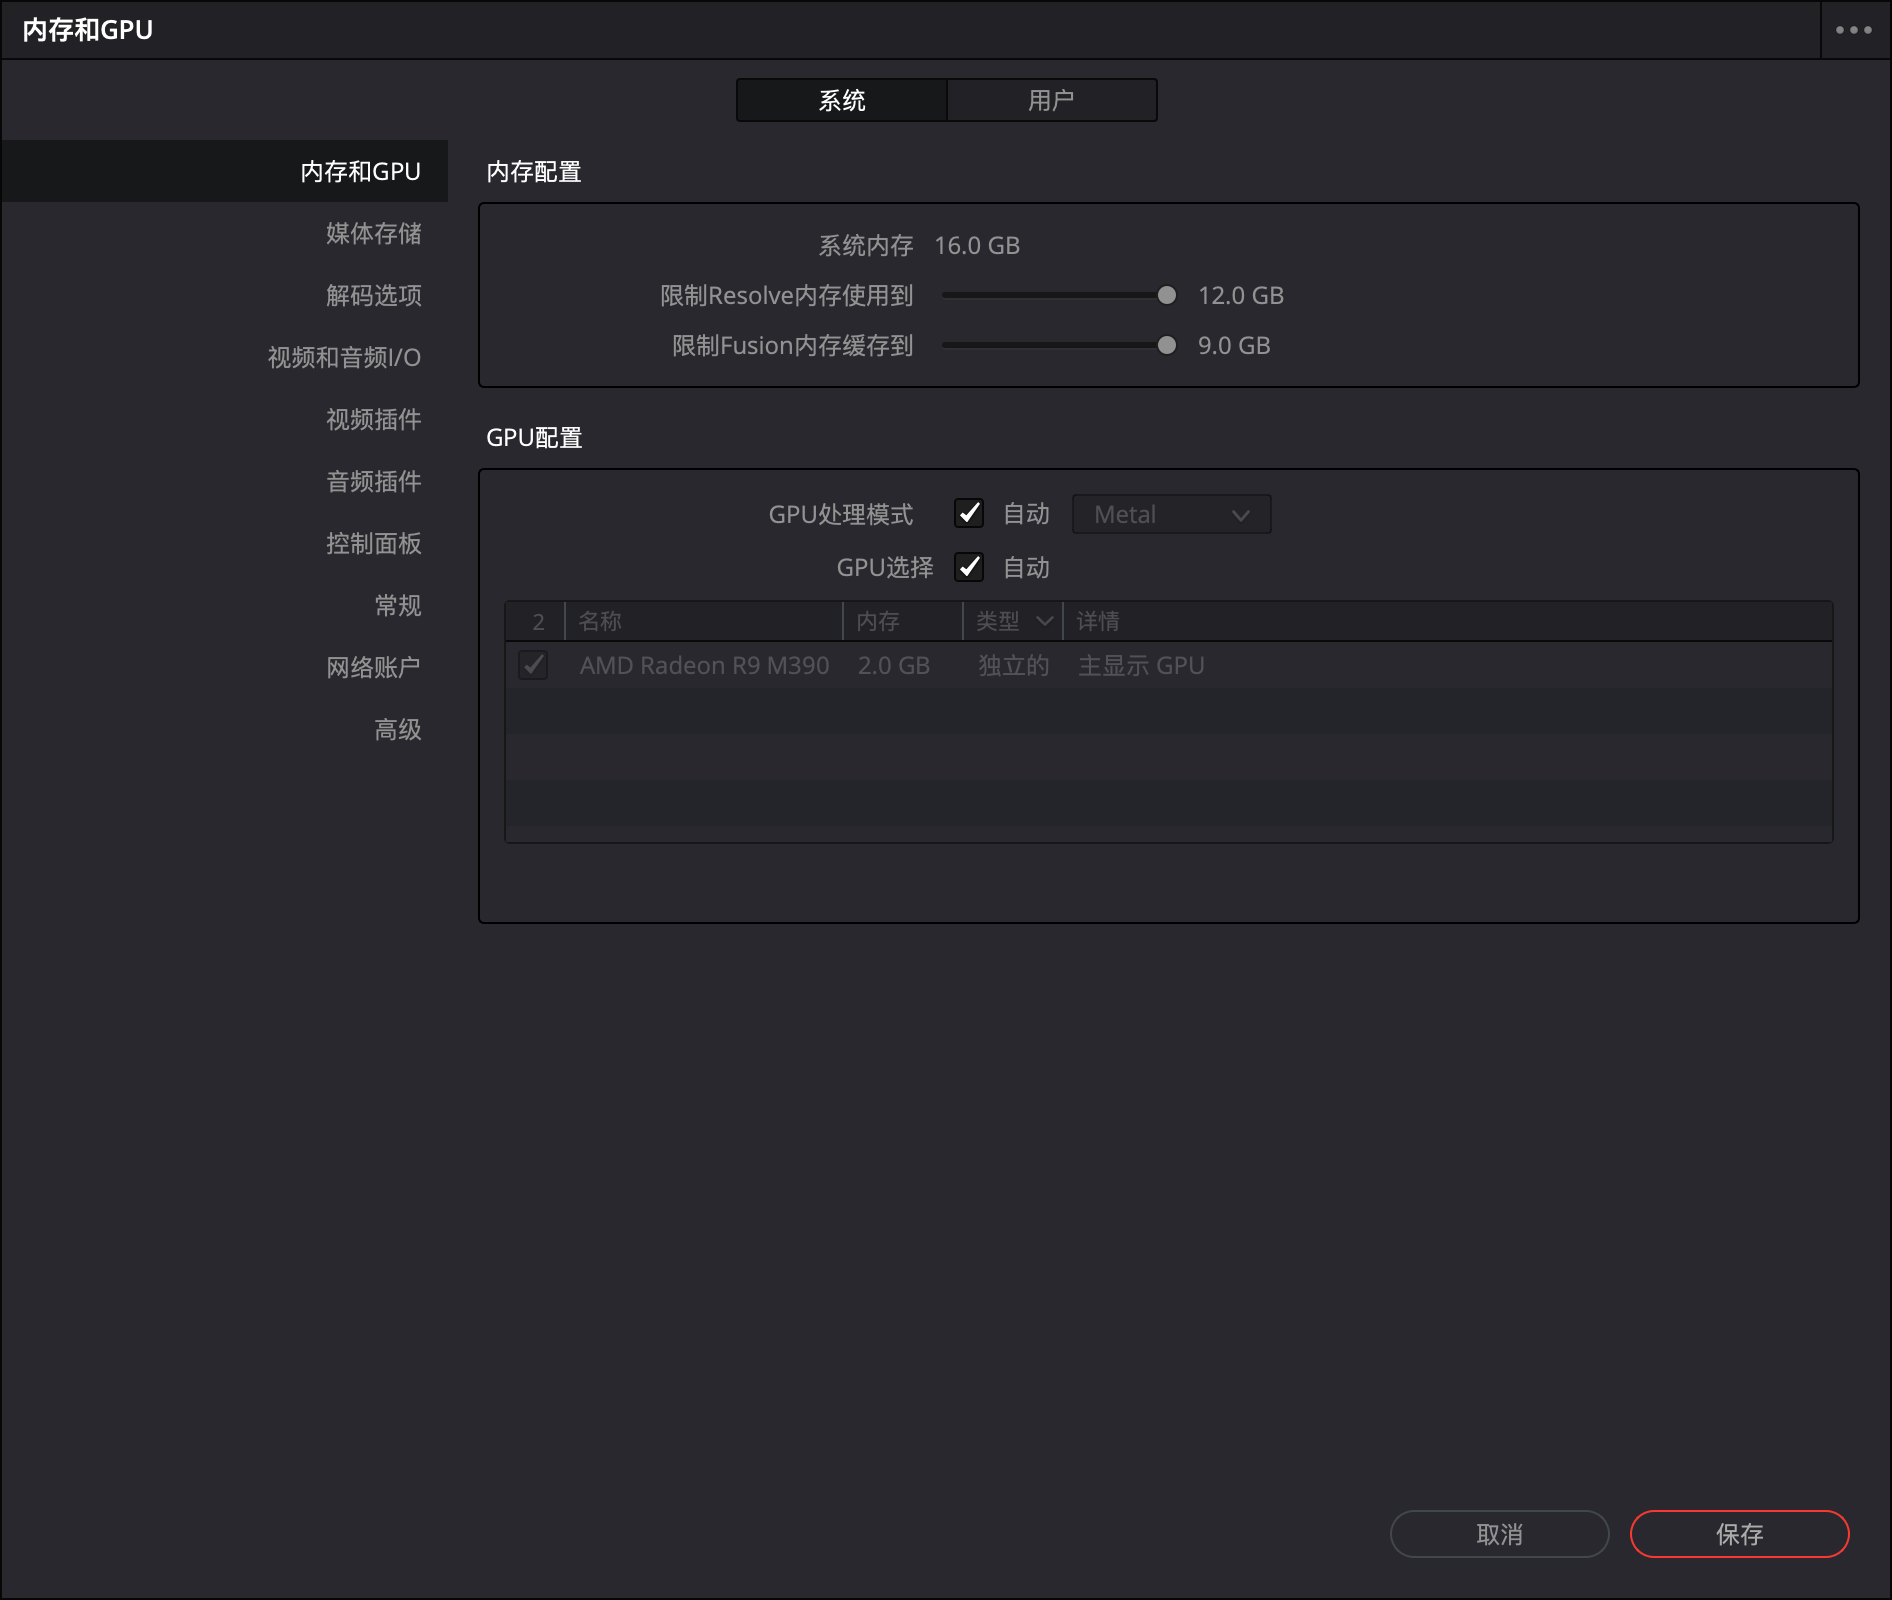 内存和GPU
系统 用户
内存和GPU
媒体存储
解码选项
视频和音频I/O
视频插件
音频插件
控制面板
常规
网络账户
高级
内存配置
系统内存 16.0 GB
限制Resolve内存使用到 12.0 GB
限制Fusion内存缓存到 9.0 GB
GPU配置
GPU处理模式 自动 Metal
GPU选择 自动
2 名称 内存 类型 详情
AMD Radeon R9 M390 2.0 GB 独立的 主显示 GPU
取消 保存